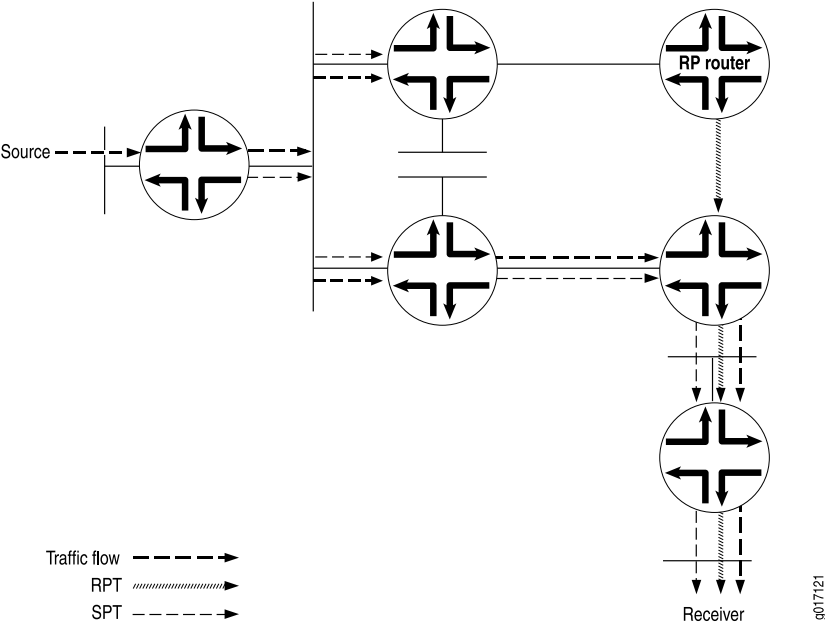 RP router
Source
Traffic flow
RPT
SPT
Receiver
g017121